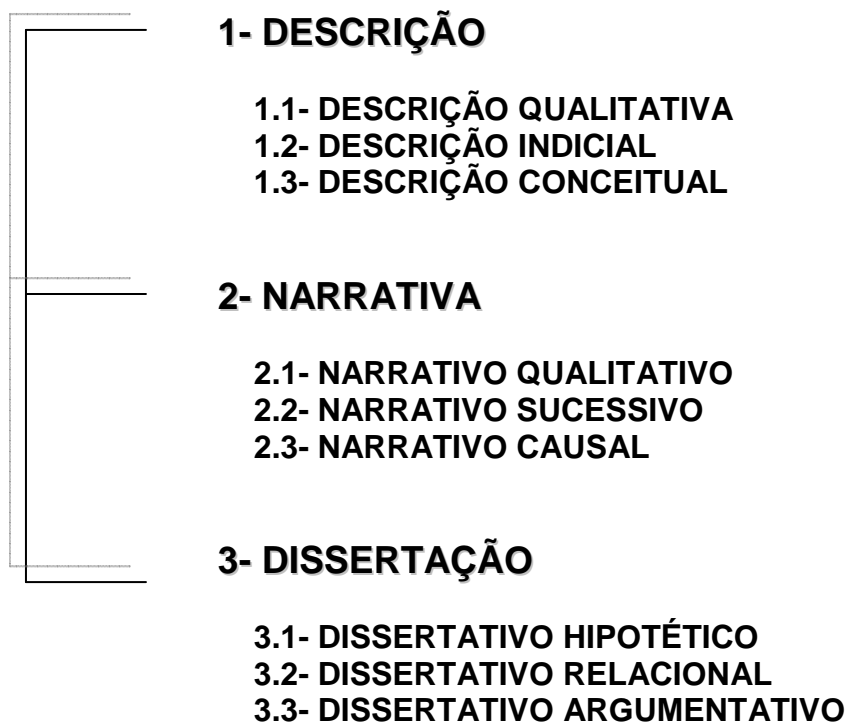 1- DESCRIÇÃO
1.1- DESCRIÇÃO QUALITATIVA
1.2- DESCRIÇÃO INDICIAL
1.3- DESCRIÇÃO CONCEITUAL
2- NARRATIVA
2.1- NARRATIVO QUALITATIVO
2.2- NARRATIVO SUCESSIVO
2.3- NARRATIVO CAUSAL
3- DISSERTAÇÃO
3.1- DISSERTATIVO HIPOTÉTICO
3.2- DISSERTATIVO RELACIONAL
3.3- DISSERTATIVO ARGUMENTATIVO